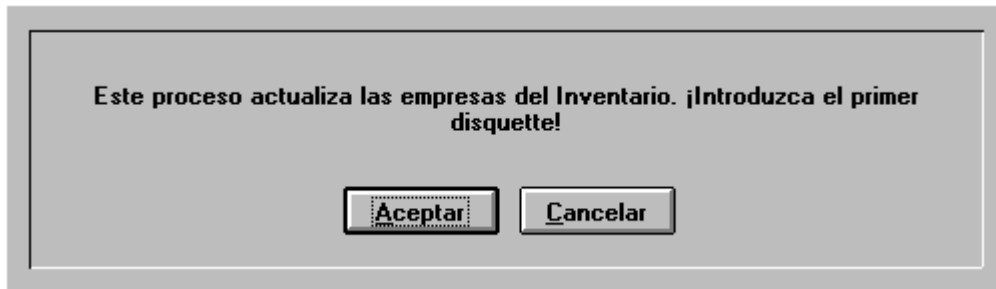 Este proceso actualiza las empresas del Inventario. ¡Introduzca el primer
disquette!
Aceptar Cancelar